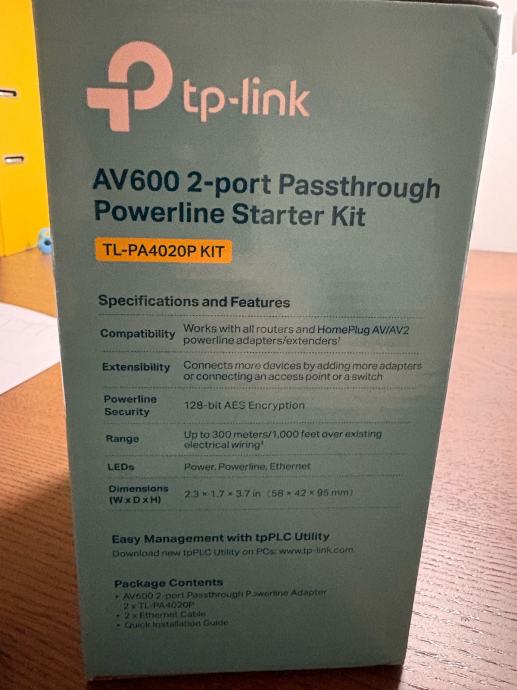 tp-link
AV600 2-port Passthrough
Powerline Starter Kit
TL-PA4020P KIT
Specifications and Features
Compatibility Works with all routers and HomePlug AV/AV2
powerline adapters/extenders†
Extensibility Connects more devices by adding more adapters
or connecting an access point or a switch
Powerline
Security 128-bit AES Encryption
Range Up to 300 meters/1,000 feet over existing
electrical wiring‡
LEDs Power, Powerline, Ethernet
Dimensions
(W x D x H) 2.3 × 1.7 × 3.7 in (58 × 42 × 95 mm)
Easy Management with tpPLC Utility
Download new tpPLC Utility on PCs: www.tp-link.com
Package Contents
• AV600 2-port Passthrough Powerline Adapter
2 x TL-PA4020P
• 2 x Ethernet Cable
• Quick Installation Guide